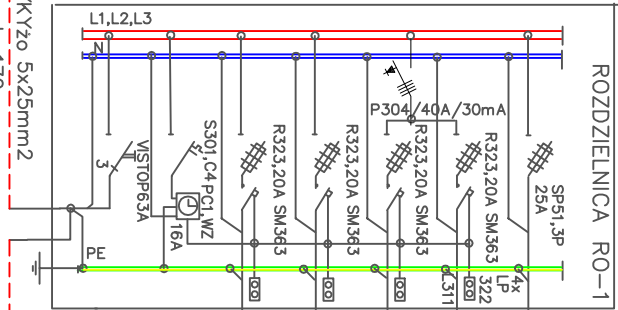 L1,L2,L3
N
YKYżo 5x25mm2
ROZDZIELNICA RO-1
P304/40A/30mA
VISTOP63A
3
S301,C4
PC1,WZ
16A
R323,20A SM363
R323,20A SM363
R323,20A SM363
R323,20A SM363
SP51,3P
25A
PE
L311
322
LP
4x